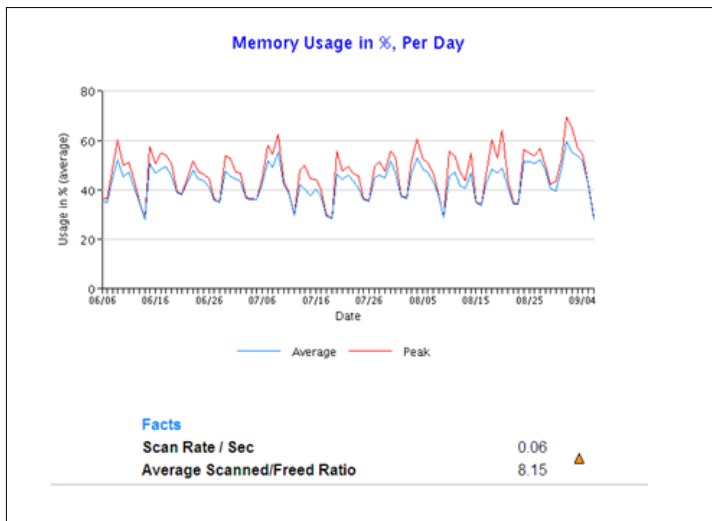 Memory Usage in %, Per Day
80
60
40
20
0
Usage in % (average)
06/06 06/16 06/26 07/06 07/16 07/26 08/05 08/15 08/25 09/04
Date
Average Peak
Facts
Scan Rate / Sec 0.06
Average Scanned/Freed Ratio 8.15